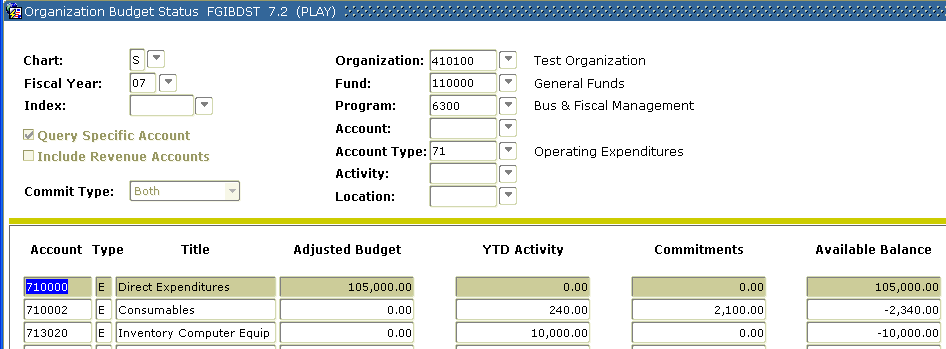 Organization Budget Status FGIBDST 7.2 (PLAY)
Chart: S Organization: 410100 Test Organization
Fiscal Year: 07 Fund: 110000 General Funds
Index: Program: 6300 Bus & Fiscal Management
Account:
Query Specific Account
Account Type: 71 Operating Expenditures
Include Revenue Accounts
Activity:
Commit Type: Both
Location:
Account Type Title Adjusted Budget YTD Activity Commitments Available Balance
710000 E Direct Expenditures 105,000.00 0.00 0.00 105,000.00
710002 E Consumables 0.00 240.00 2,100.00 -2,340.00
713020 E Inventory Computer Equip 0.00 10,000.00 0.00 -10,000.00